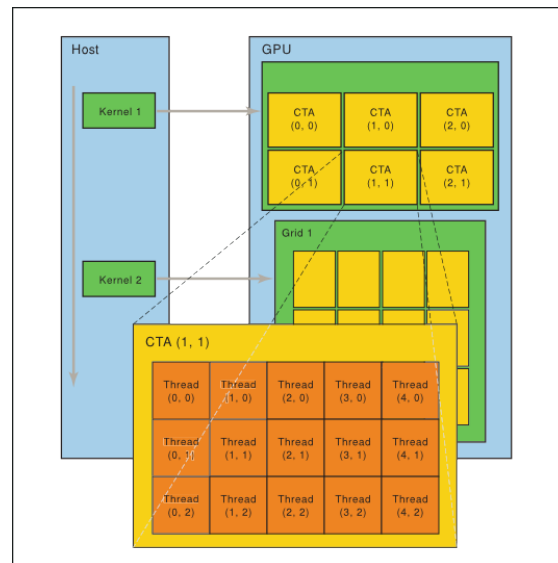 Host
GPU
Kernel 1
CTA
(0, 0)
CTA
(1, 0)
CTA
(2, 0)
CTA
(0, 1)
CTA
(1, 1)
CTA
(2, 1)
Grid 1
Kernel 2
CTA (1, 1)
Thread
(0, 0)
Thread
(1, 0)
Thread
(2, 0)
Thread
(3, 0)
Thread
(4, 0)
Thread
(0, 1)
Thread
(1, 1)
Thread
(2, 1)
Thread
(3, 1)
Thread
(4, 1)
Thread
(0, 2)
Thread
(1, 2)
Thread
(2, 2)
Thread
(3, 2)
Thread
(4, 2)